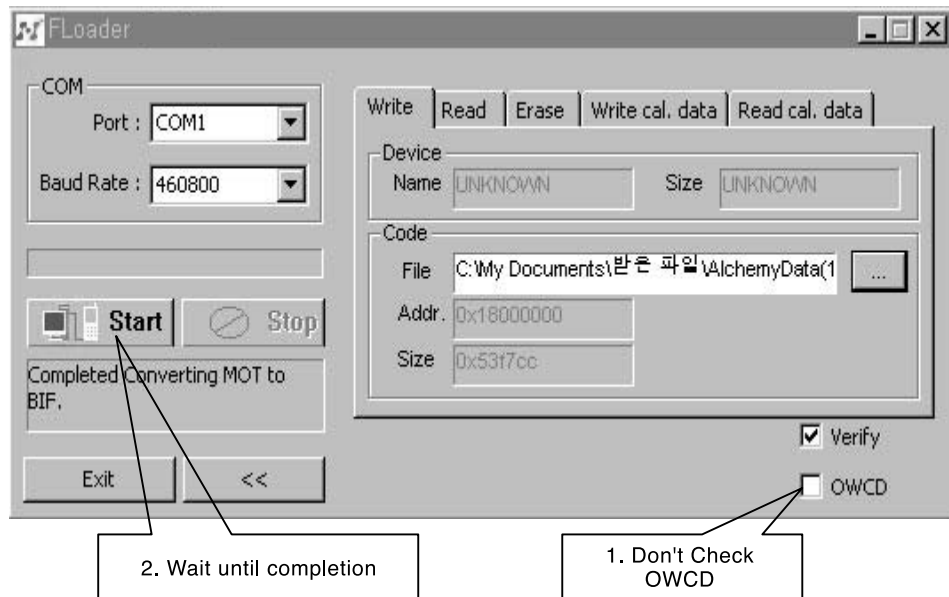 FLoader
COM
Port : COM1
Baud Rate : 460800
Start Stop
Completed Converting MOT to
BIF.
Exit <<
Write Read Erase Write cal. data Read cal. data
Device
Name UNKNOWN Size UNKNOWN
Code
File C:\My Documents\받은 파일\AlchemyData(1 ...
Addr. 0x18000000
Size 0x53f7cc
Verify
OWCD
2. Wait until completion
1. Don't Check
OWCD